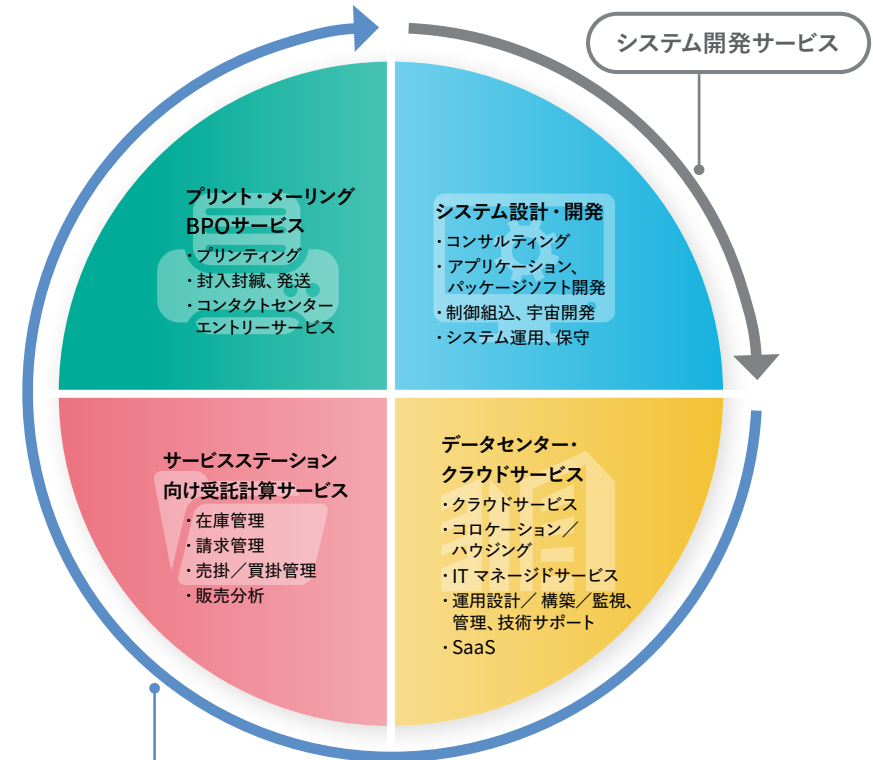 システム開発サービス
プリント・メーリング
BPOサービス
・プリンティング
・封入封緘、発送
・コンタクトセンター
エントリーサービス
システム設計・開発
・コンサルティング
・アプリケーション、
パッケージソフト開発
・制御組込、宇宙開発
・システム運用、保守
サービスステーション
向け受託計算サービス
・在庫管理
・請求管理
・売掛／買掛管理
・販売分析
データセンター・
クラウドサービス
・クラウドサービス
・コロケーション／
ハウジング
・IT マネージドサービス
・運用設計／ 構築／監視、
管理、技術サポート
・SaaS